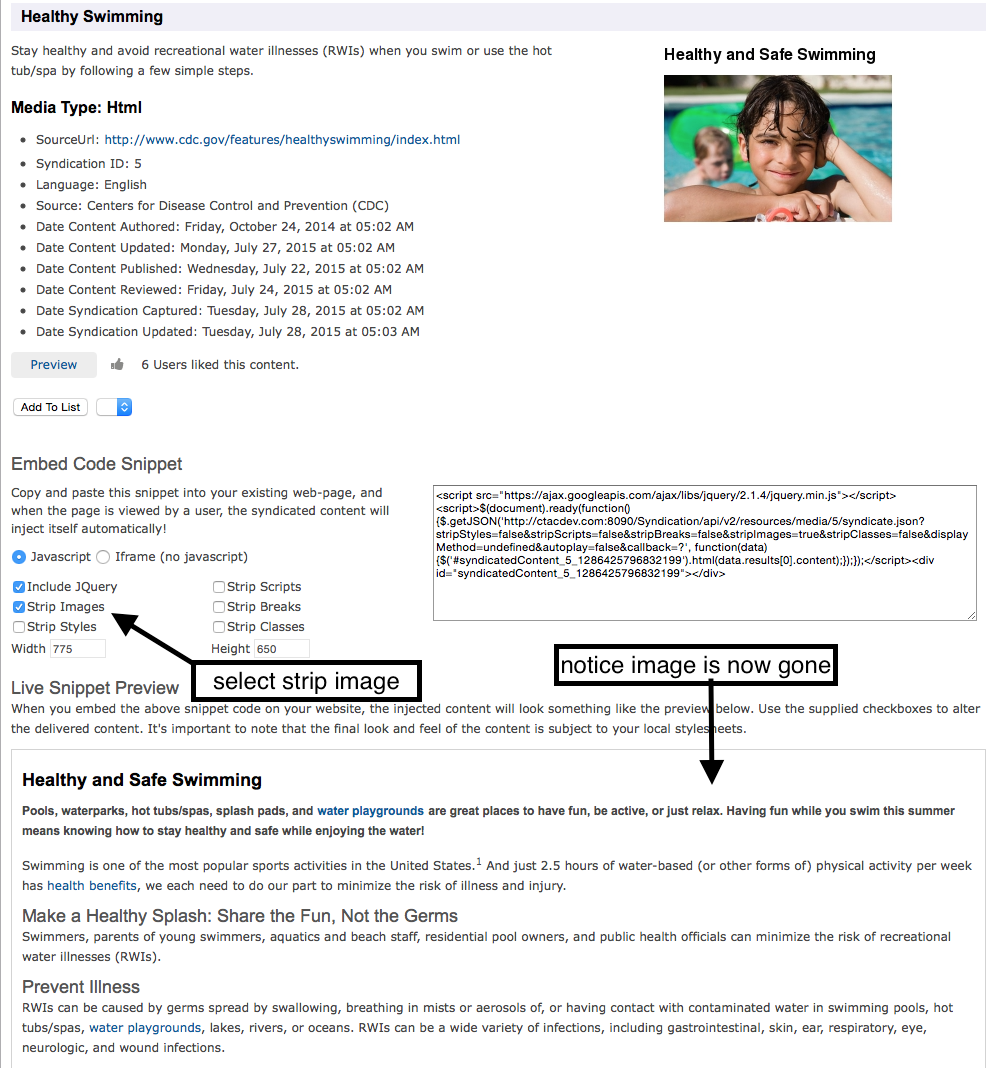 Healthy Swimming
Stay healthy and avoid recreational water illnesses (RWIs) when you swim or use the hot
tub/spa by following a few simple steps.
Healthy and Safe Swimming
Media Type: Html
SourceUrl: http://www.cdc.gov/features/healthyswimming/index.html
Syndication ID: 5
Language: English
Source: Centers for Disease Control and Prevention (CDC)
Date Content Authored: Friday, October 24, 2014 at 05:02 AM
Date Content Updated: Monday, July 27, 2015 at 05:02 AM
Date Content Published: Wednesday, July 22, 2015 at 05:02 AM
Date Content Reviewed: Friday, July 24, 2015 at 05:02 AM
Date Syndication Captured: Tuesday, July 28, 2015 at 05:02 AM
Date Syndication Updated: Tuesday, July 28, 2015 at 05:03 AM
Preview 6 Users liked this content.
Add To List
Embed Code Snippet
Copy and paste this snippet into your existing web-page, and
when the page is viewed by a user, the syndicated content will
inject itself automatically!
Javascript Iframe (no javascript)
Include JQuery Strip Scripts
Strip Images Strip Breaks
Strip Styles Strip Classes
Width 775 Height 650
<script src="https://ajax.googleapis.com/ajax/libs/jquery/2.1.4/jquery.min.js"></script>
<script>$(document).ready(function()
{$.getJSON('http://ctacdev.com:8090/Syndication/api/v2/resources/media/5/syndicate.json?
stripStyles=false&stripScripts=false&stripBreaks=false&stripImages=true&stripClasses=false&display
Method=undefined&autoplay=false&callback=?', function(data)
{$('#syndicatedContent_5_1286425796832199').html(data.results[0].content);});});</script><div
id="syndicatedContent_5_1286425796832199"></div>
select strip image
notice image is now gone
Live Snippet Preview
When you embed the above snippet code on your website, the injected content will look something like the preview below. Use the supplied checkboxes to alter
the delivered content. It's important to note that the final look and feel of the content is subject to your local stylesheets.
Healthy and Safe Swimming
Pools, waterparks, hot tubs/spas, splash pads, and water playgrounds are great places to have fun, be active, or just relax. Having fun while you swim this summer
means knowing how to stay healthy and safe while enjoying the water!
Swimming is one of the most popular sports activities in the United States.1 And just 2.5 hours of water-based (or other forms of) physical activity per week
has health benefits, we each need to do our part to minimize the risk of illness and injury.
Make a Healthy Splash: Share the Fun, Not the Germs
Swimmers, parents of young swimmers, aquatics and beach staff, residential pool owners, and public health officials can minimize the risk of recreational
water illnesses (RWIs).
Prevent Illness
RWIs can be caused by germs spread by swallowing, breathing in mists or aerosols of, or having contact with contaminated water in swimming pools, hot
tubs/spas, water playgrounds, lakes, rivers, or oceans. RWIs can be a wide variety of infections, including gastrointestinal, skin, ear, respiratory, eye,
neurologic, and wound infections.